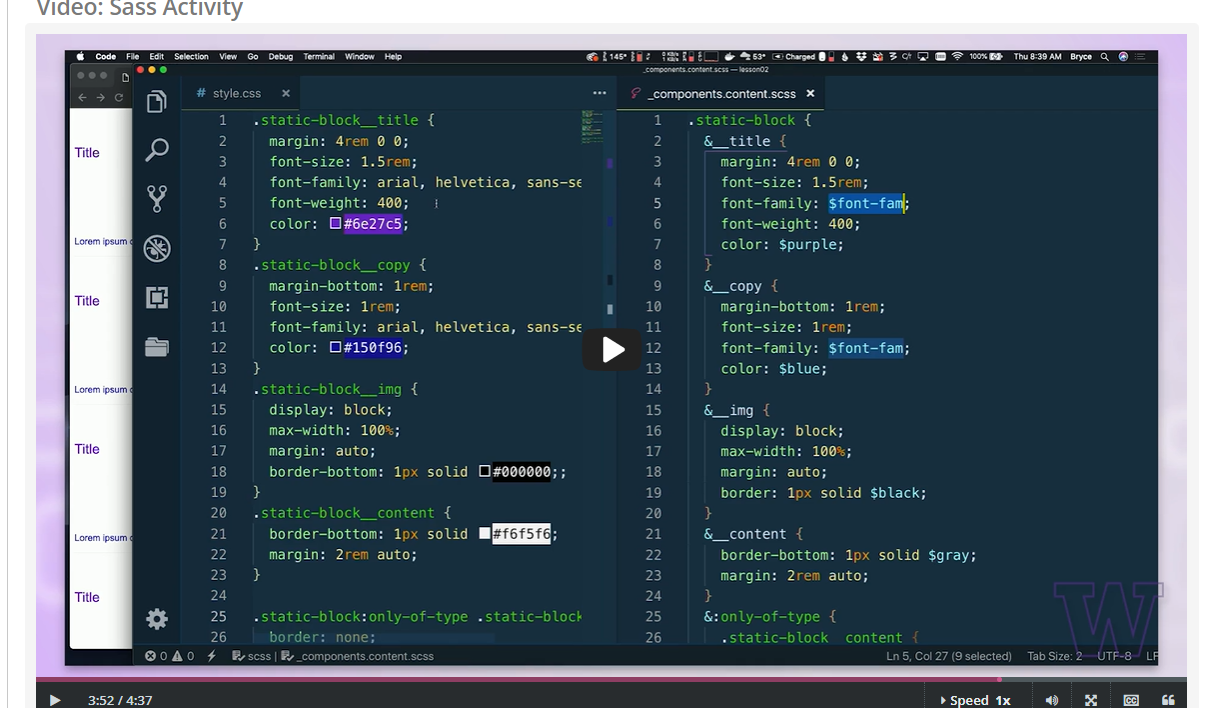 Video: Sass Activity
Code File Edit Selection View Go Debug Terminal Window Help
145° 53° Charged 100% Thu 8:39 AM Bryce
_components.content.scss — lesson02
# style.css × ··· _components.content.scss ×
Title
Lorem ipsum
Title
Lorem ipsum
Title
Lorem ipsum
Title
1 .static-block__title {
2 margin: 4rem 0 0;
3 font-size: 1.5rem;
4 font-family: arial, helvetica, sans-se
5 font-weight: 400;
6 color: #6e27c5;
7 }
8 .static-block__copy {
9 margin-bottom: 1rem;
10 font-size: 1rem;
11 font-family: arial, helvetica, sans-se
12 color: #150f96;
13 }
14 .static-block__img {
15 display: block;
16 max-width: 100%;
17 margin: auto;
18 border-bottom: 1px solid #000000;;
19 }
20 .static-block__content {
21 border-bottom: 1px solid #f6f5f6;
22 margin: 2rem auto;
23 }
24
25 .static-block:only-of-type .static-block
26 border: none;
1 .static-block {
2 &__title {
3 margin: 4rem 0 0;
4 font-size: 1.5rem;
5 font-family: $font-fam;
6 font-weight: 400;
7 color: $purple;
8 }
9 &__copy {
10 margin-bottom: 1rem;
11 font-size: 1rem;
12 font-family: $font-fam;
13 color: $blue;
14 }
15 &__img {
16 display: block;
17 max-width: 100%;
18 margin: auto;
19 border: 1px solid $black;
20 }
21 &__content {
22 border-bottom: 1px solid $gray;
23 margin: 2rem auto;
24 }
25 &:only-of-type {
26 .static-block__content {
0 0 scss | _components.content.scss Ln 5, Col 27 (9 selected) Tab Size: 2 UTF-8 LF
W
3:52 / 4:37 Speed 1x CC